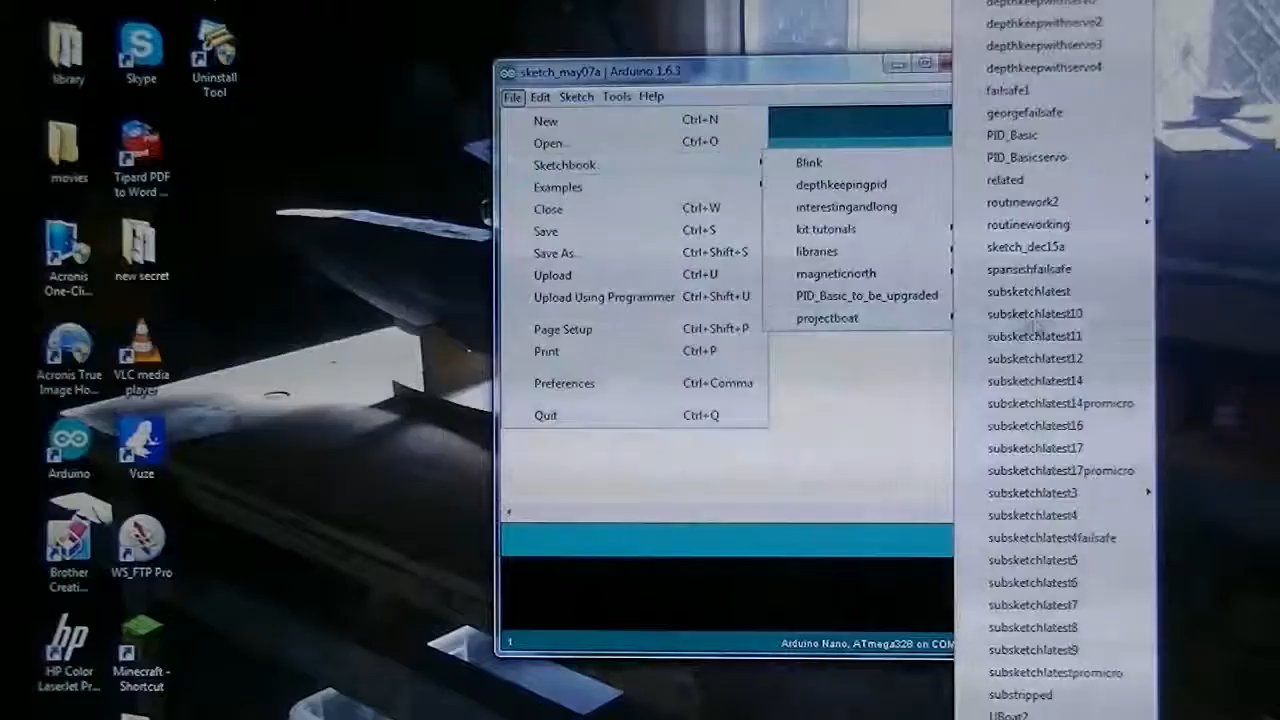 library
Skype
Uninstall
Tool
movies
Tipard PDF
to Word ...
Acronis
One-Cli...
new secret
Acronis True
Image Ho...
VLC media
player
Arduino
Vuze
Brother
Creati...
WS_FTP Pro
hp
HP Color
LaserJet Pr...
Minecraft -
Shortcut
sketch_may07a | Arduino 1.6.3
File Edit Sketch Tools Help
New Ctrl+N
Open... Ctrl+O
Sketchbook
Examples
Close Ctrl+W
Save Ctrl+S
Save As... Ctrl+Shift+S
Upload Ctrl+U
Upload Using Programmer Ctrl+Shift+U
Page Setup Ctrl+Shift+P
Print Ctrl+P
Preferences Ctrl+Comma
Quit Ctrl+Q
Blink
depthkeepingpid
interestingandlong
kit tutorials
libraries
magneticnorth
PID_Basic_to_be_upgraded
projectboat
depthkeepwithservo2
depthkeepwithservo3
depthkeepwithservo4
failsafe1
georgefailsafe
PID_Basic
PID_Basicservo
related
routinework2
routineworking
sketch_dec15a
spansishfailsafe
subsketchlatest
subsketchlatest10
subsketchlatest11
subsketchlatest12
subsketchlatest14
subsketchlatest14promicro
subsketchlatest16
subsketchlatest17
subsketchlatest17promicro
subsketchlatest3
subsketchlatest4
subsketchlatest4failsafe
subsketchlatest5
subsketchlatest6
subsketchlatest7
subsketchlatest8
subsketchlatest9
subsketchlatestpromicro
substripped
UBoat2
1
Arduino Nano, ATmega328 on COM